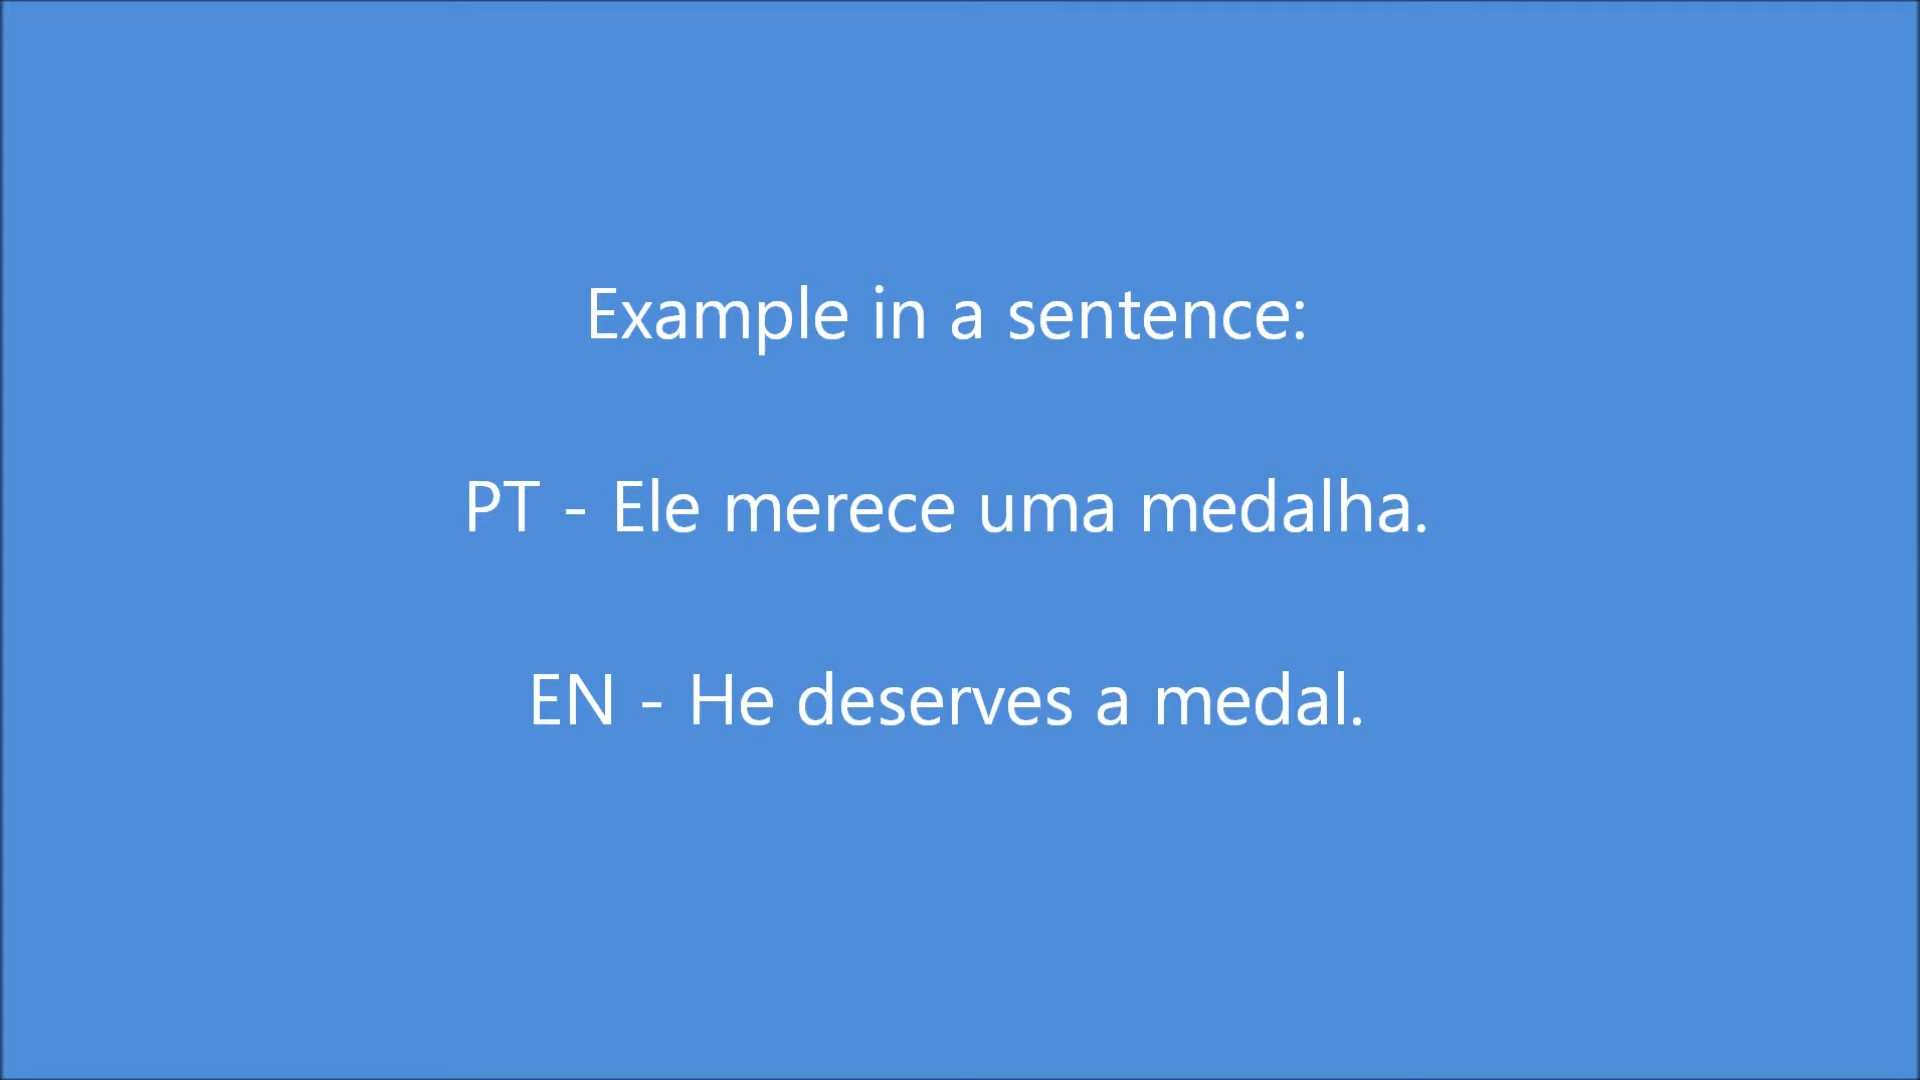 Example in a sentence:
PT - Ele merece uma medalha.
EN - He deserves a medal.